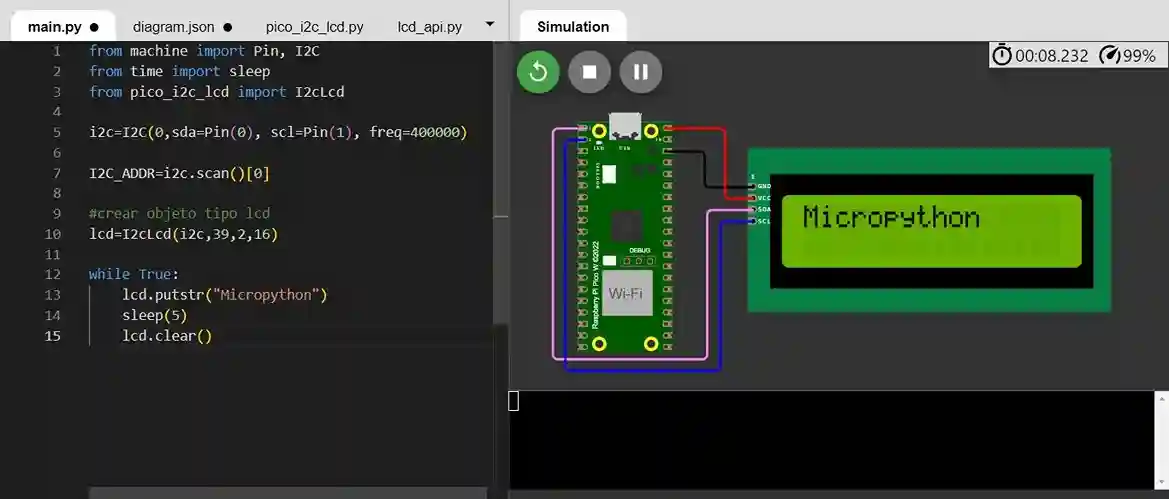 main.py ●
diagram.json ●
pico_i2c_lcd.py
lcd_api.py
1 from machine import Pin, I2C
2 from time import sleep
3 from pico_i2c_lcd import I2cLcd
4
5 i2c=I2C(0,sda=Pin(0), scl=Pin(1), freq=400000)
6
7 I2C_ADDR=i2c.scan()[0]
8
9 #crear objeto tipo lcd
10 lcd=I2cLcd(i2c,39,2,16)
11
12 while True:
13     lcd.putstr("Micropython")
14     sleep(5)
15     lcd.clear()
Simulation
00:08.232
99%
LED
DEBUG
Raspberry Pi Pico W ©2022
Wi-Fi
1
GND
VCC
SDA
SCL
Micropython